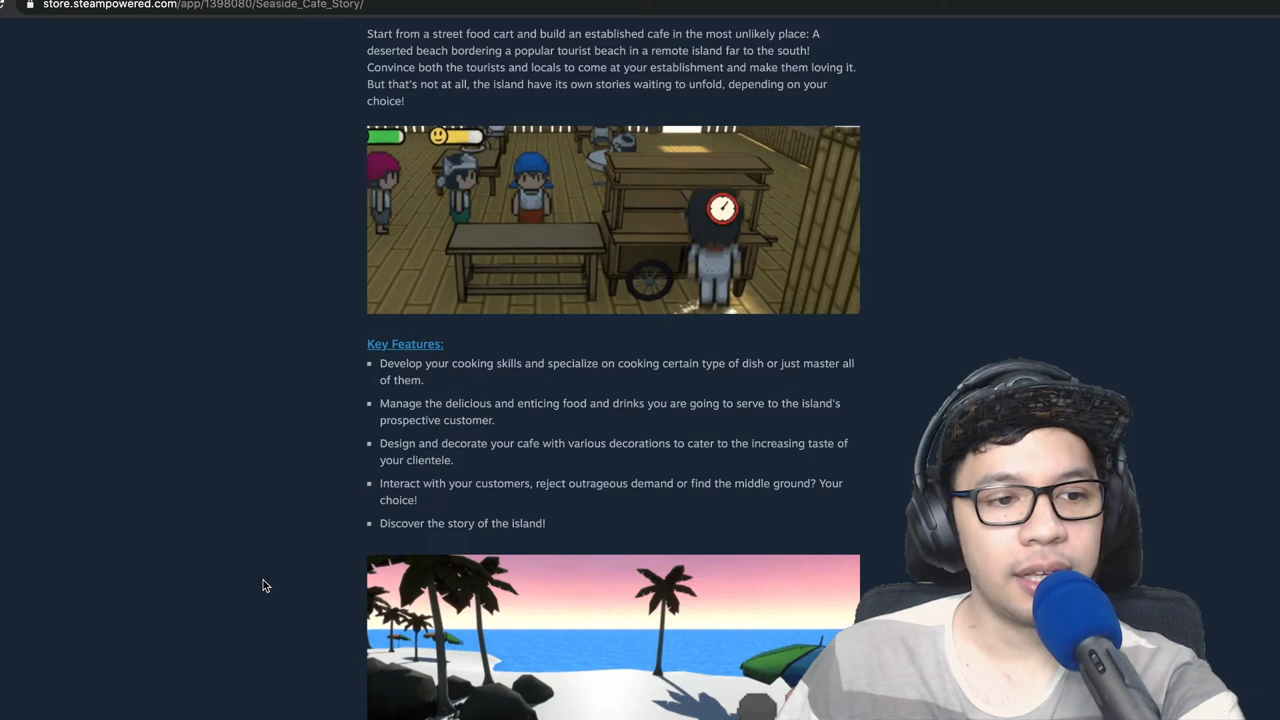 store.steampowered.com/app/1398080/Seaside_Cafe_Story/
Start from a street food cart and build an established cafe in the most unlikely place: A
deserted beach bordering a popular tourist beach in a remote island far to the south!
Convince both the tourists and locals to come at your establishment and make them loving it.
But that's not at all, the island have its own stories waiting to unfold, depending on your
choice!
Key Features:
Develop your cooking skills and specialize on cooking certain type of dish or just master all
of them.
Manage the delicious and enticing food and drinks you are going to serve to the island's
prospective customer.
Design and decorate your cafe with various decorations to cater to the increasing taste of
your clientele.
Interact with your customers, reject outrageous demand or find the middle ground? Your
choice!
Discover the story of the island!